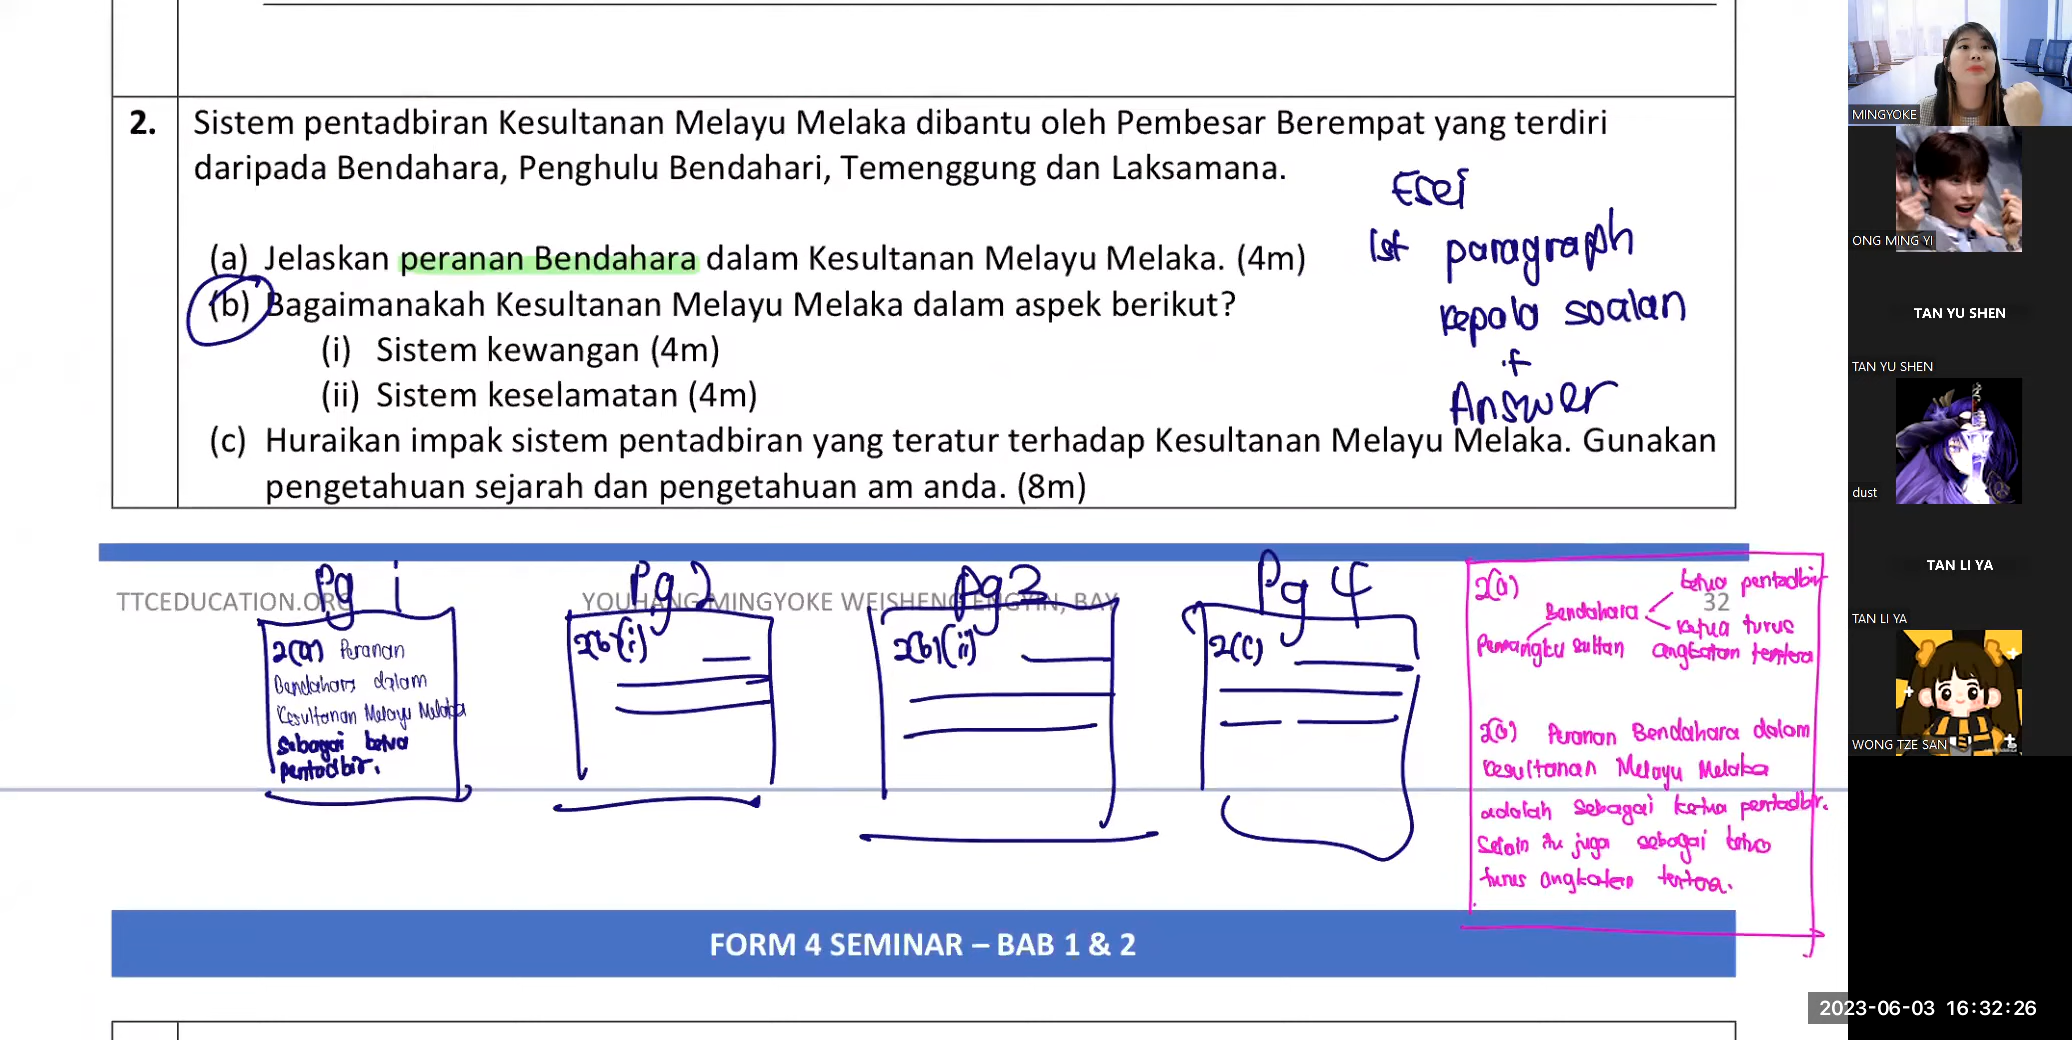 2.
Sistem pentadbiran Kesultanan Melayu Melaka dibantu oleh Pembesar Berempat yang terdiri
daripada Bendahara, Penghulu Bendahari, Temenggung dan Laksamana.
Esei
1st paragraph
kepala soalan
+
Answer
(a) Jelaskan peranan Bendahara dalam Kesultanan Melayu Melaka. (4m)
(b) Bagaimanakah Kesultanan Melayu Melaka dalam aspek berikut?
(i) Sistem kewangan (4m)
(ii) Sistem keselamatan (4m)
(c) Huraikan impak sistem pentadbiran yang teratur terhadap Kesultanan Melayu Melaka. Gunakan
pengetahuan sejarah dan pengetahuan am anda. (8m)
TTCEDUCATION.ORG
YOUHANG, MINGYOKE WEISHENG ENGYIN, BAY
32
Pg 1
2(a) Peranan
Bendahara dalam
Kesultanan Melayu Melaka
sebagai ketua
pentadbir.
Pg 2
2(b)(i)
Pg 3
2(b)(ii)
Pg 4
2(c)
2(a)
ketua pentadbir
Bendahara
ketua turus
Pemangku Sultan
angkatan tentera
2(a) Peranan Bendahara dalam
Kesultanan Melayu Melaka
adalah sebagai ketua pentadbir.
Selain itu juga sebagai ketua
turus angkatan tentera.
FORM 4 SEMINAR – BAB 1 & 2
MINGYOKE
ONG MING YI
TAN YU SHEN
TAN YU SHEN
dust
TAN LI YA
TAN LI YA
WONG TZE SAN
2023-06-03 16:32:26